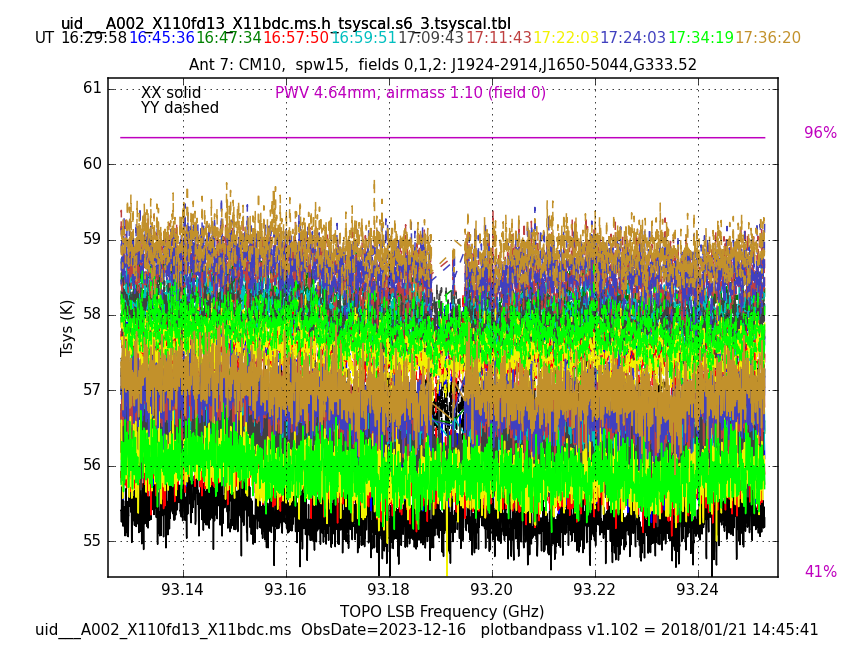 uid___A002_X110fd13_X11bdc.ms.h_tsyscal.s6_3.tsyscal.tbl
UT 16:29:58 16:45:36 16:47:34 16:57:50 16:59:51 17:09:43 17:11:43 17:22:03 17:24:03 17:34:19 17:36:20
Ant 7: CM10,  spw15,  fields 0,1,2: J1924-2914,J1650-5044,G333.52
61
XX solid
PWV 4.64mm, airmass 1.10 (field 0)
YY dashed
96%
60
59
58
Tsys (K)
57
56
55
41%
93.14 93.16 93.18 93.20 93.22 93.24
TOPO LSB Frequency (GHz)
uid___A002_X110fd13_X11bdc.ms  ObsDate=2023-12-16   plotbandpass v1.102 = 2018/01/21 14:45:41